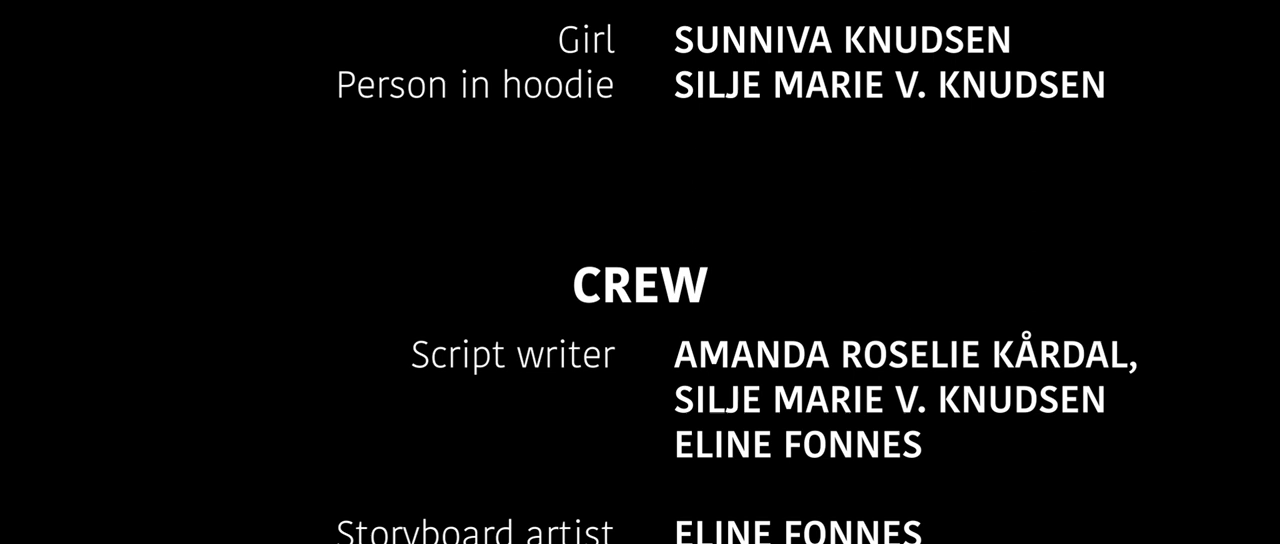 Girl SUNNIVA KNUDSEN
Person in hoodie SILJE MARIE V. KNUDSEN
CREW
Script writer AMANDA ROSELIE KÅRDAL,
SILJE MARIE V. KNUDSEN
ELINE FONNES
Storyboard artist ELINE FONNES